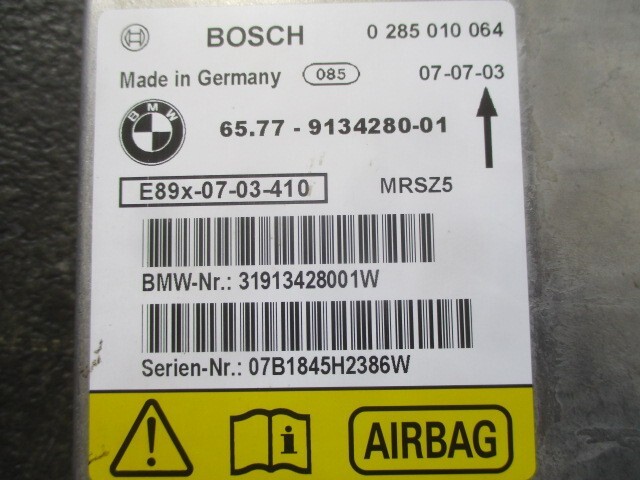 BOSCH 0 285 010 064
Made in Germany 085 07-07-03
BMW 65.77 - 9134280-01
E89x-07-03-410 MRSZ5
BMW-Nr.: 31913428001W
Serien-Nr.: 07B1845H2386W
i AIRBAG